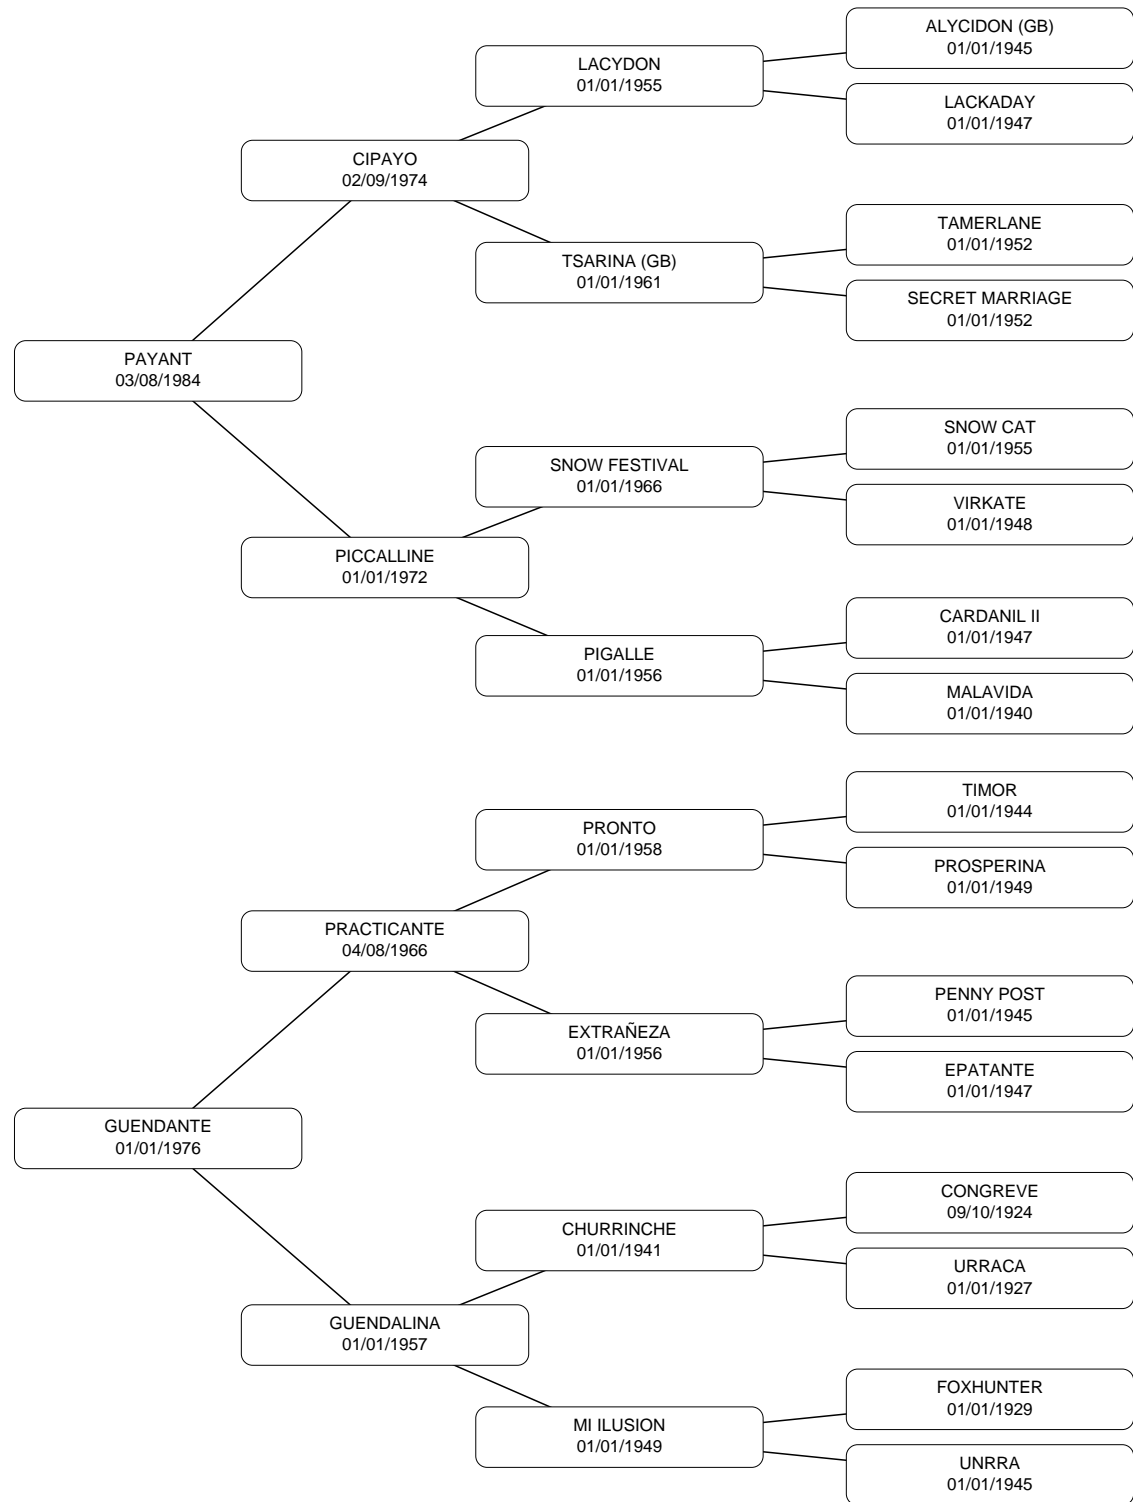 ALYCIDON (GB)
01/01/1945
LACYDON
01/01/1955
LACKADAY
01/01/1947
CIPAYO
02/09/1974
TAMERLANE
01/01/1952
TSARINA (GB)
01/01/1961
SECRET MARRIAGE
01/01/1952
PAYANT
03/08/1984
SNOW CAT
01/01/1955
SNOW FESTIVAL
01/01/1966
VIRKATE
01/01/1948
PICCALLINE
01/01/1972
CARDANIL II
01/01/1947
PIGALLE
01/01/1956
MALAVIDA
01/01/1940
TIMOR
01/01/1944
PRONTO
01/01/1958
PROSPERINA
01/01/1949
PRACTICANTE
04/08/1966
PENNY POST
01/01/1945
EXTRAÑEZA
01/01/1956
EPATANTE
01/01/1947
GUENDANTE
01/01/1976
CONGREVE
09/10/1924
CHURRINCHE
01/01/1941
URRACA
01/01/1927
GUENDALINA
01/01/1957
FOXHUNTER
01/01/1929
MI ILUSION
01/01/1949
UNRRA
01/01/1945